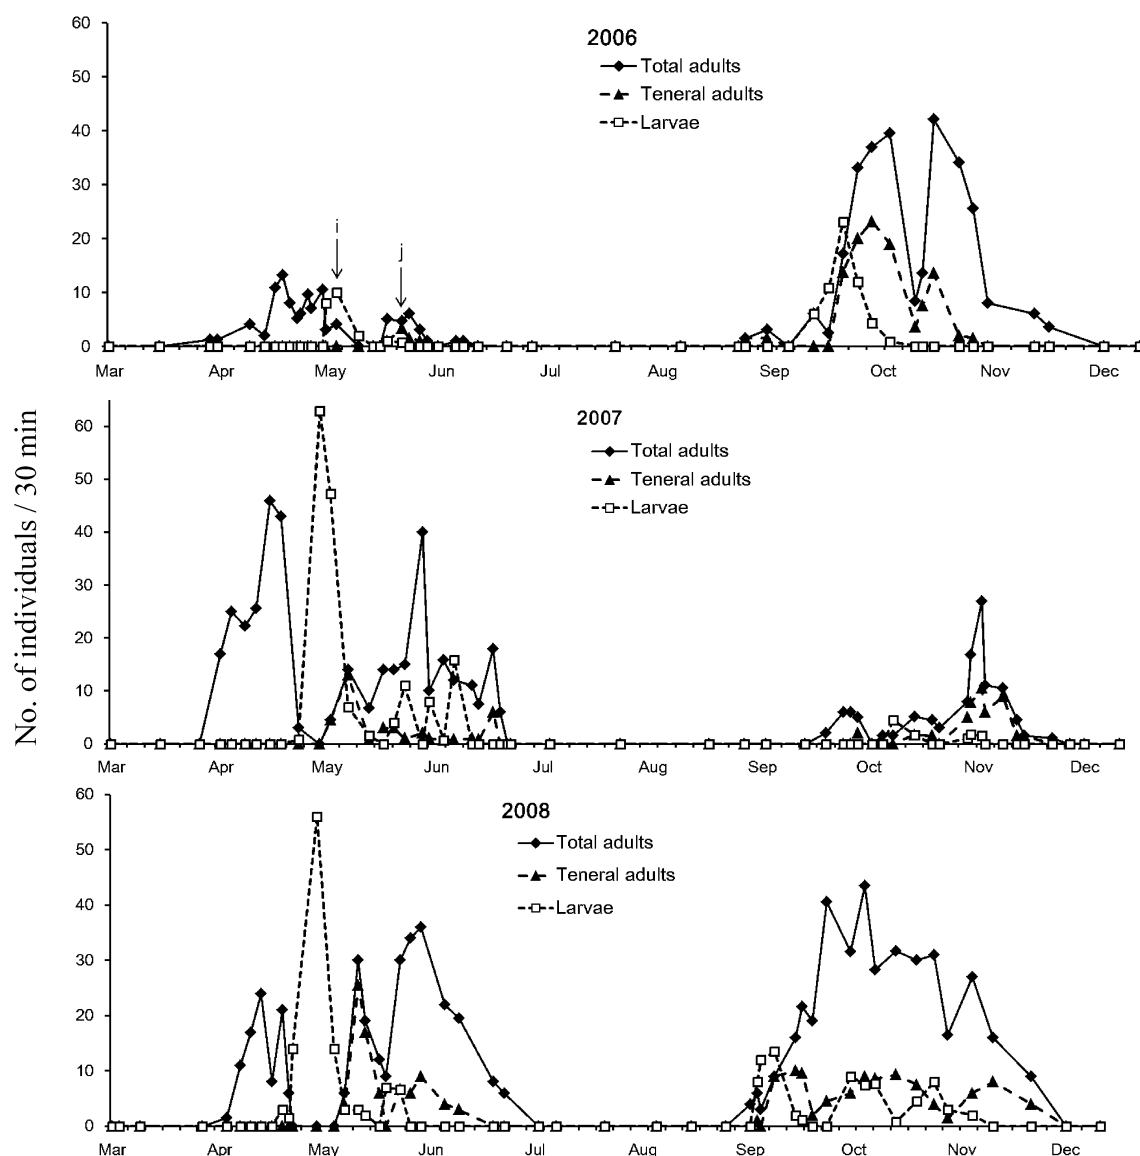 60
50
40
30
20
10
0
2006
Total adults
Teneral adults
Larvae
i
j
Mar Apr May Jun Jul Aug Sep Oct Nov Dec
No. of individuals / 30 min
60
50
40
30
20
10
0
2007
Total adults
Teneral adults
Larvae
Mar Apr May Jun Jul Aug Sep Oct Nov Dec
60
50
40
30
20
10
0
2008
Total adults
Teneral adults
Larvae
Mar Apr May Jun Jul Aug Sep Oct Nov Dec